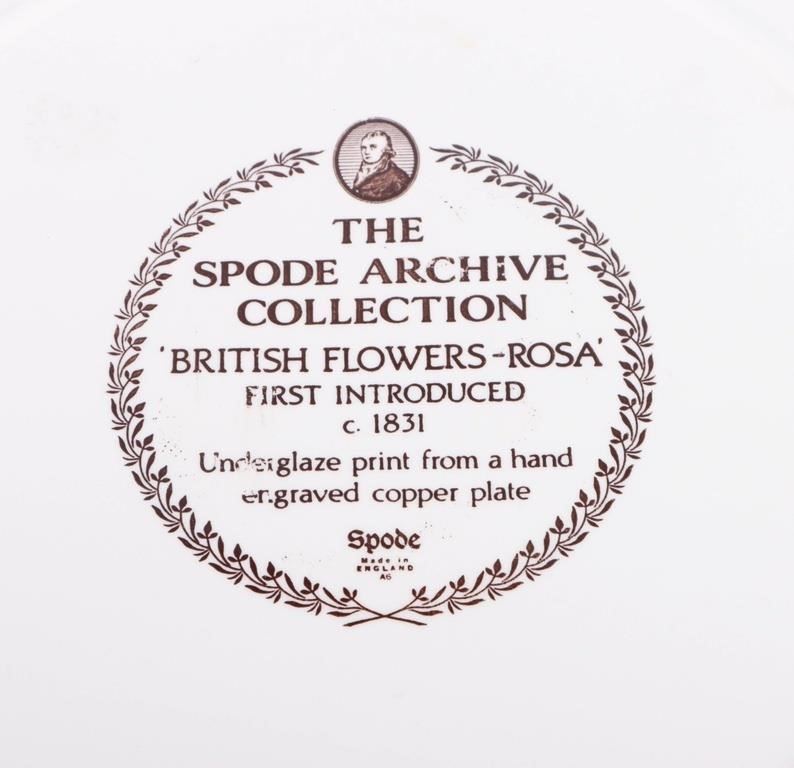 THE
SPODE ARCHIVE
COLLECTION
'BRITISH FLOWERS-ROSA'
FIRST INTRODUCED
c. 1831
Underglaze print from a hand
engraved copper plate
Spode
Made in
ENGLAND
A6